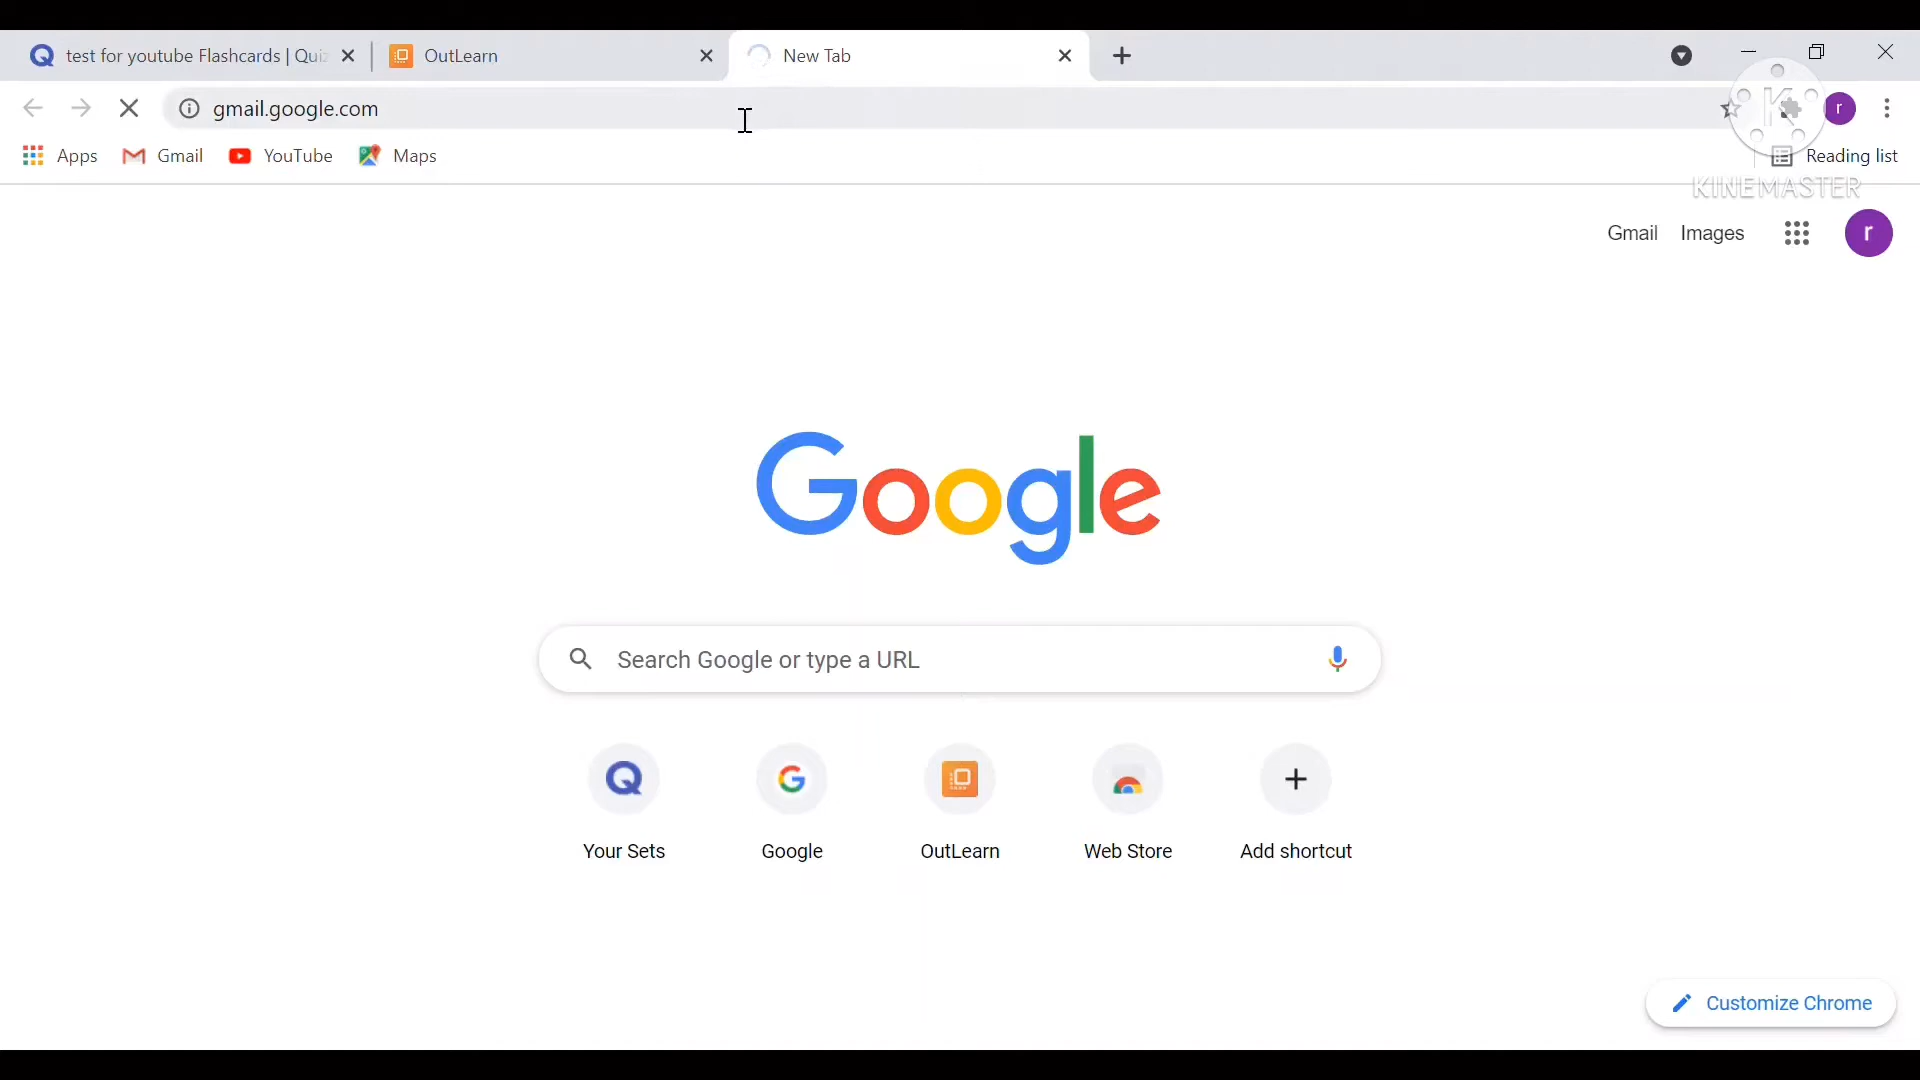 test for youtube Flashcards | Qui
OutLearn
New Tab
gmail.google.com
r
Apps
Gmail
YouTube
Maps
Reading list
K
KINEMASTER
Gmail
Images
r
Google
Search Google or type a URL
Your Sets
Google
OutLearn
Web Store
Add shortcut
Customize Chrome